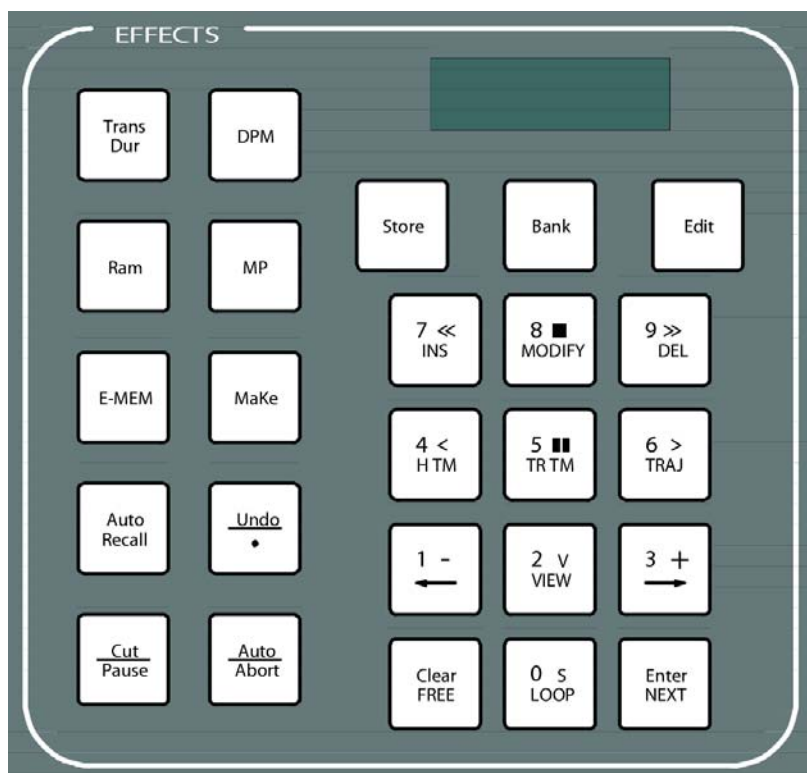 EFFECTS
Trans
Dur
DPM
Ram
MP
E-MEM
MaKe
Auto
Recall
Undo
•
Cut
Pause
Auto
Abort
Store
Bank
Edit
7 «
INS
8 ■
MODIFY
9 »
DEL
4 <
H TM
5 ▮▮
TR TM
6 >
TRAJ
1 -
←
2 V
VIEW
3 +
→
Clear
FREE
0 S
LOOP
Enter
NEXT